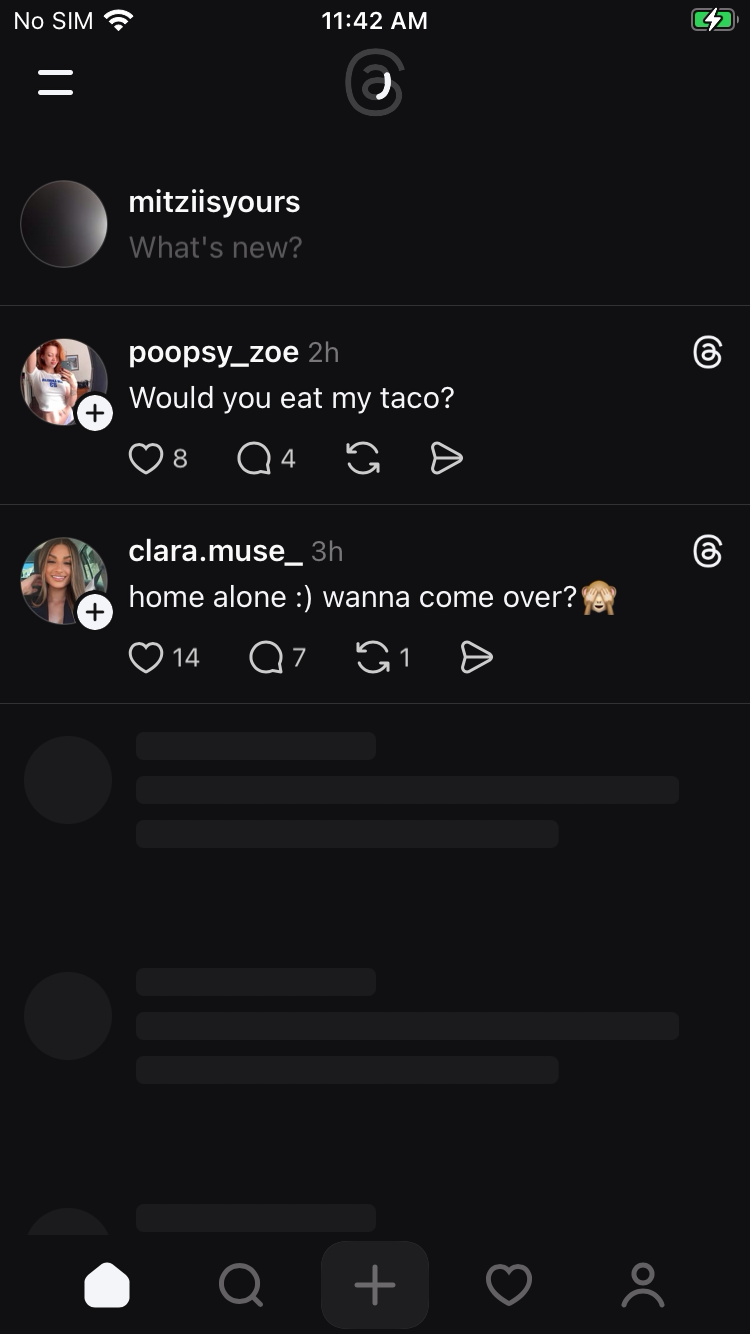 No SIM 11:42 AM
mitziisyours
What's new?
poopsy_zoe 2h
Would you eat my taco?
8 4
clara.muse_ 3h
home alone :) wanna come over?🙈
14 7 1